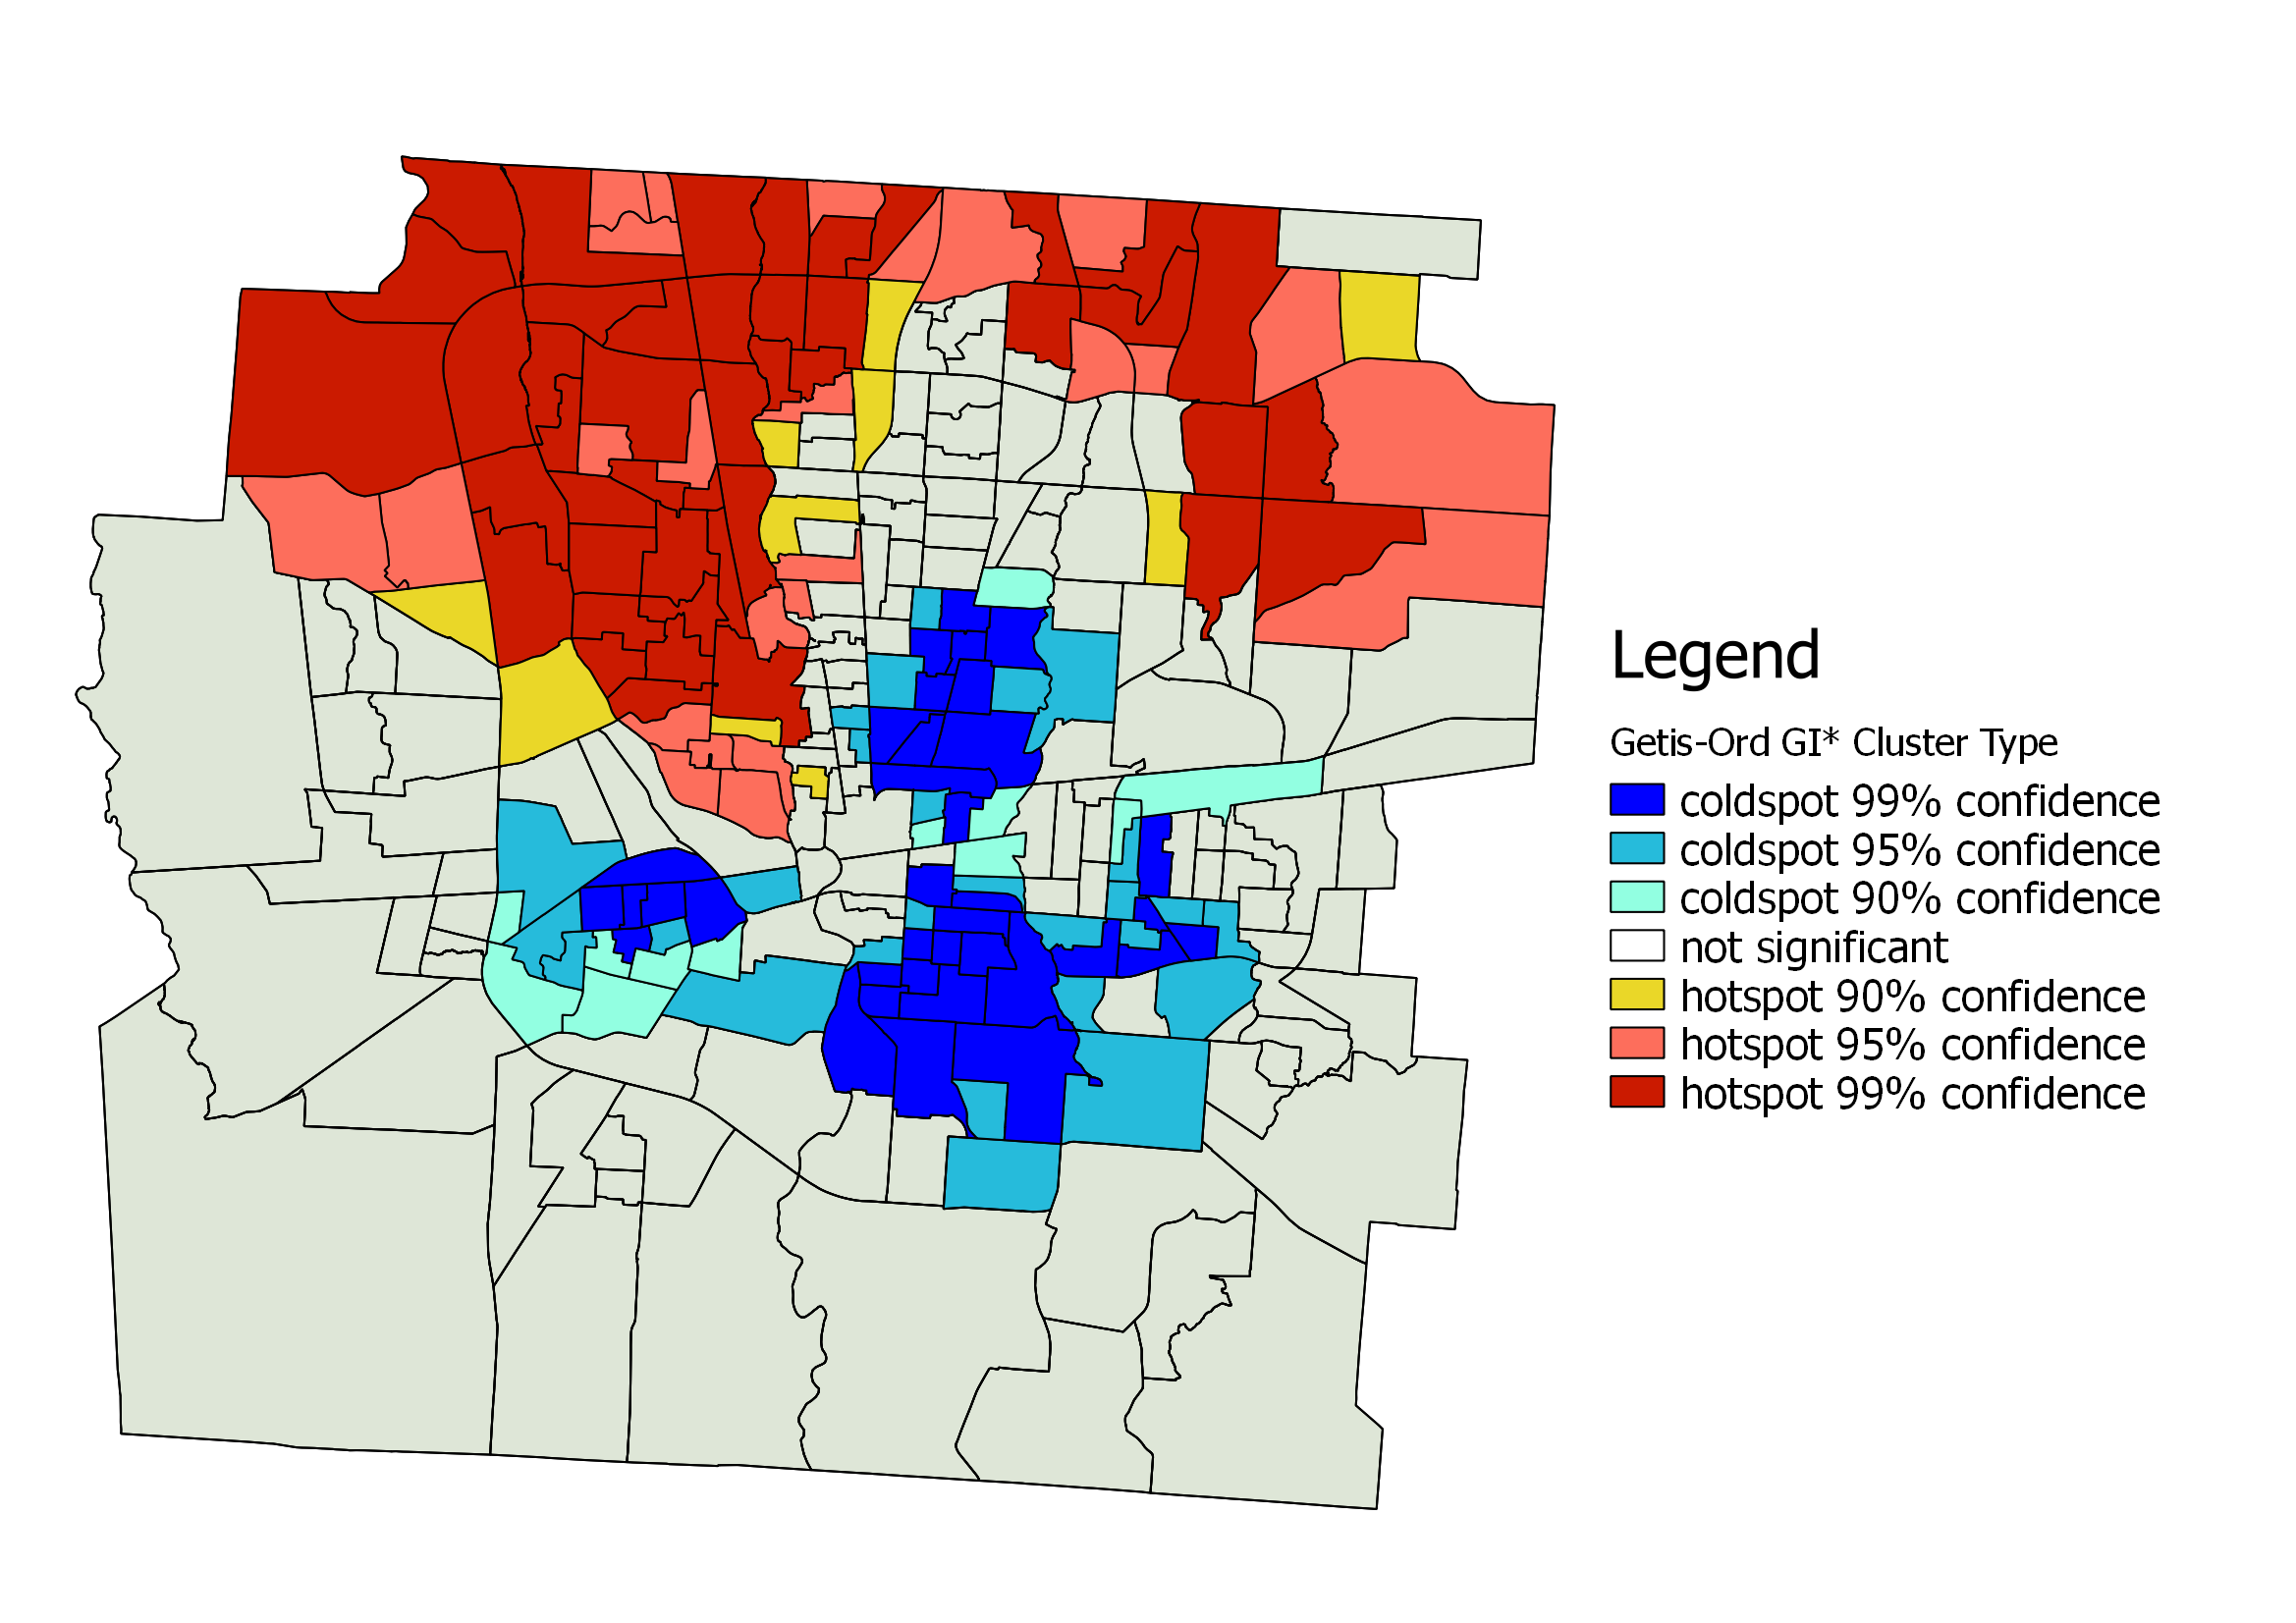 Legend
Getis-Ord GI* Cluster Type
coldspot 99% confidence
coldspot 95% confidence
coldspot 90% confidence
not significant
hotspot 90% confidence
hotspot 95% confidence
hotspot 99% confidence